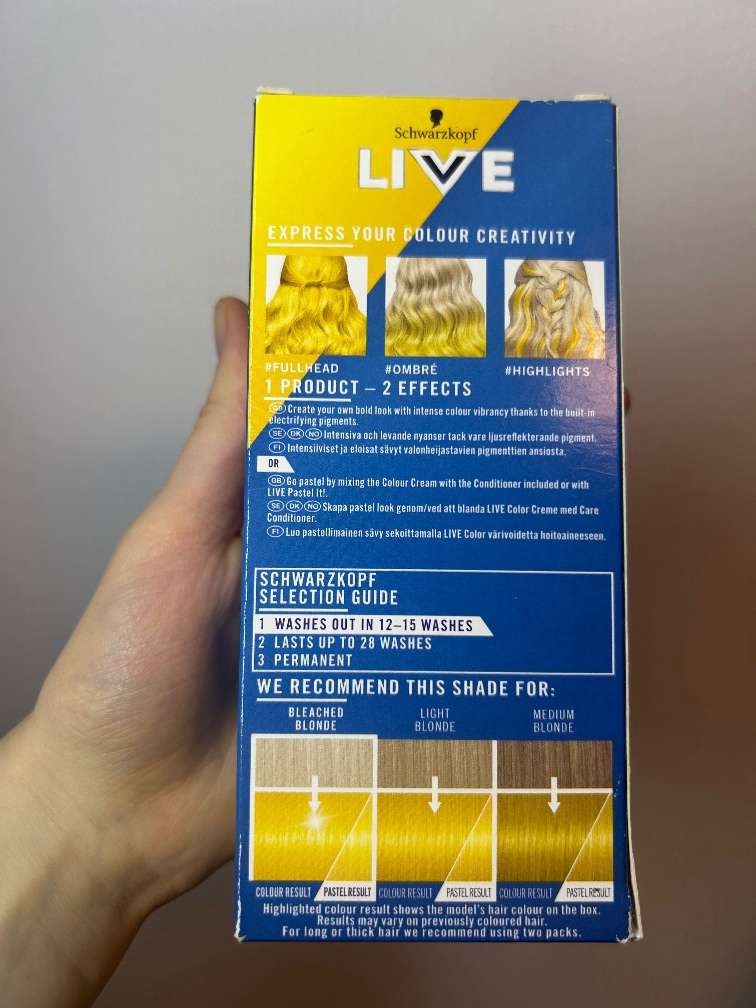 Schwarzkopf
LIVE
EXPRESS YOUR COLOUR CREATIVITY
#FULLHEAD
#OMBRÉ
#HIGHLIGHTS
1 PRODUCT – 2 EFFECTS
GB Create your own bold look with intense colour vibrancy thanks to the built-in
electrifying pigments.
SE DK NO Intensiva och levande nyanser tack vare ljusreflekterande pigment.
FI Intensiiviset ja eloisat sävyt valonheijastavien pigmenttien ansiosta.
OR
GB Go pastel by mixing the Colour Cream with the Conditioner included or with
LIVE Pastel It!.
SE DK NO Skapa pastel look genom/ved att blanda LIVE Color Creme med Care
Conditioner.
FI Luo pastellimainen sävy sekoittamalla LIVE Color värivoidetta hoitoaineeseen.
SCHWARZKOPF
SELECTION GUIDE
1 WASHES OUT IN 12–15 WASHES
2 LASTS UP TO 28 WASHES
3 PERMANENT
WE RECOMMEND THIS SHADE FOR:
BLEACHED
BLONDE
LIGHT
BLONDE
MEDIUM
BLONDE
COLOUR RESULT PASTEL RESULT COLOUR RESULT PASTEL RESULT COLOUR RESULT PASTEL RESULT
Highlighted colour result shows the model's hair colour on the box.
Results may vary on previously coloured hair.
For long or thick hair we recommend using two packs.